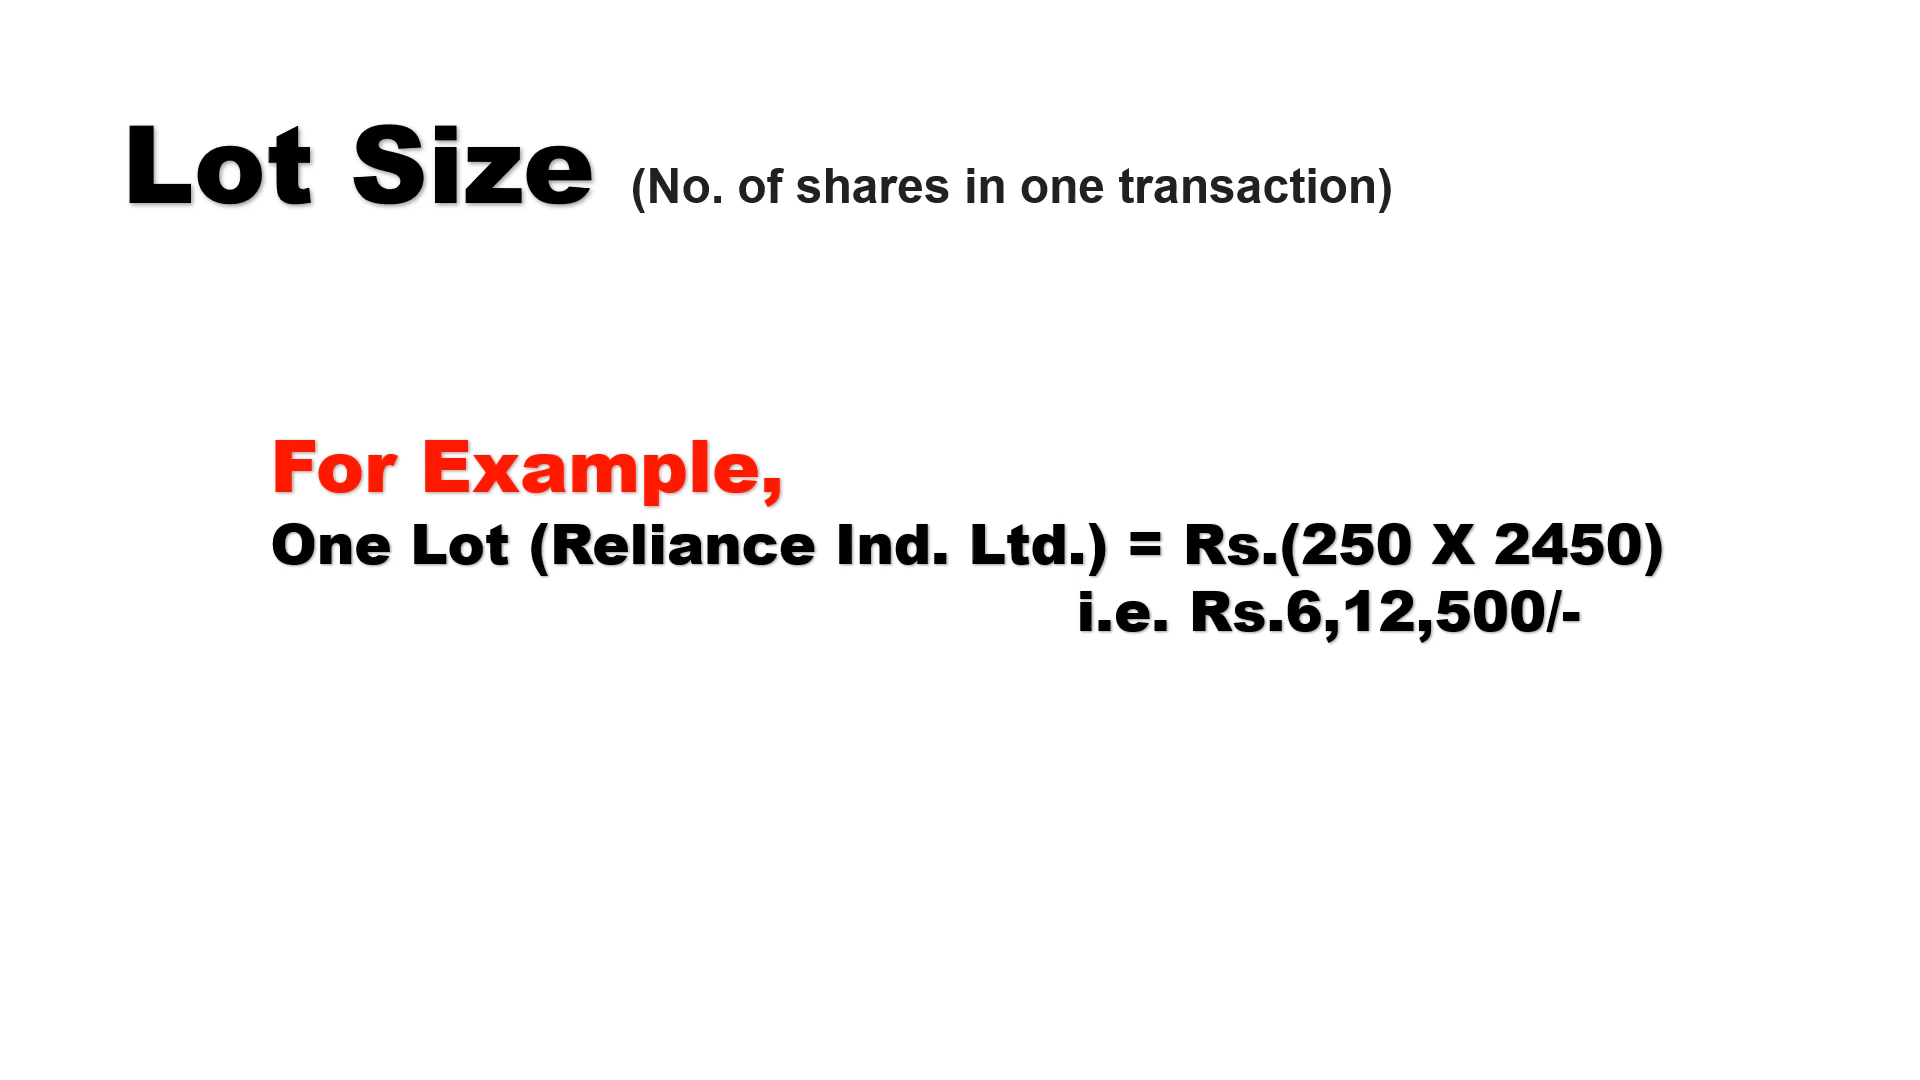 Lot Size (No. of shares in one transaction)
For Example,
One Lot (Reliance Ind. Ltd.) = Rs.(250 X 2450)
i.e. Rs.6,12,500/-